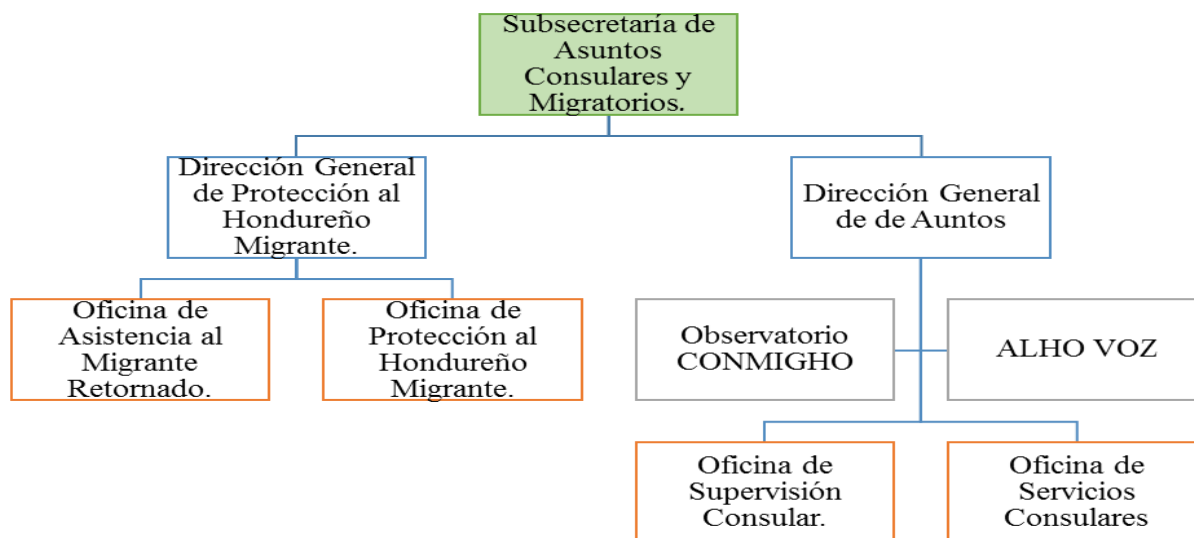 Subsecretaría de
Asuntos
Consulares y
Migratorios.
Dirección General
de Protección al
Hondureño
Migrante.
Dirección General
de de Auntos
Oficina de
Asistencia al
Migrante
Retornado.
Oficina de
Protección al
Hondureño
Migrante.
Observatorio
CONMIGHO
ALHO VOZ
Oficina de
Supervisión
Consular.
Oficina de
Servicios
Consulares